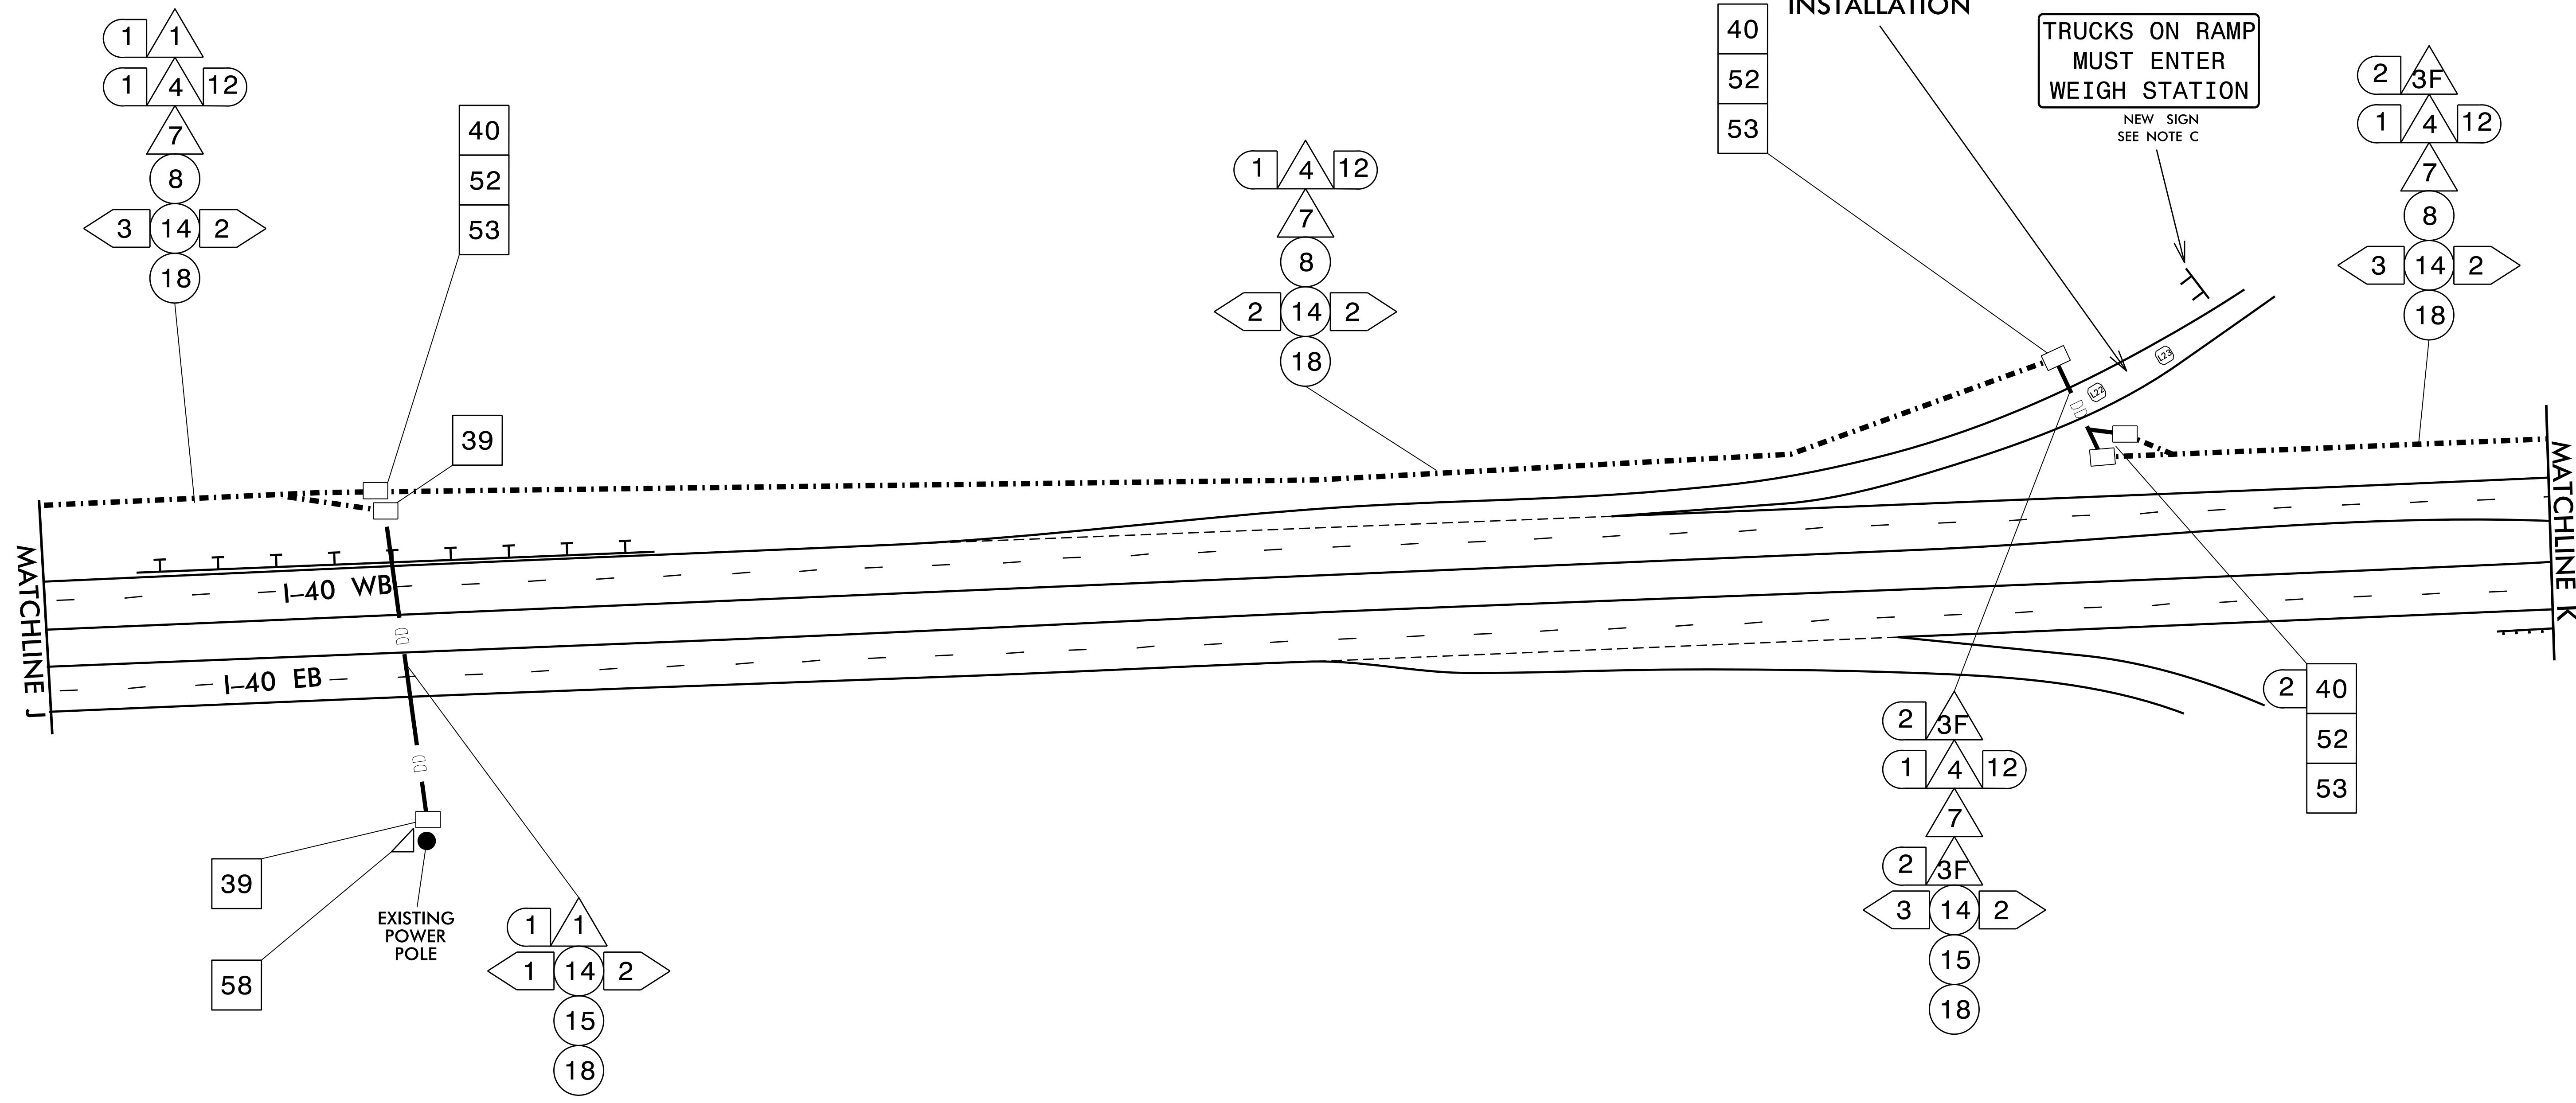 INSTALLATION
TRUCKS ON RAMP
MUST ENTER
WEIGH STATION
NEW SIGN
SEE NOTE C
1 1
1 4 12
7
8
3 14 2
18
40
52
53
39
1 4 12
7
8
2 14 2
18
40
52
53
2 3F
1 4 12
7
8
3 14 2
18
L23
L22
MATCHLINE J
I-40 WB
I-40 EB
MATCHLINE K
39
58
EXISTING
POWER
POLE
1 1
1 14 2
15
18
2 3F
1 4 12
7
2 3F
3 14 2
15
18
2 40
52
53